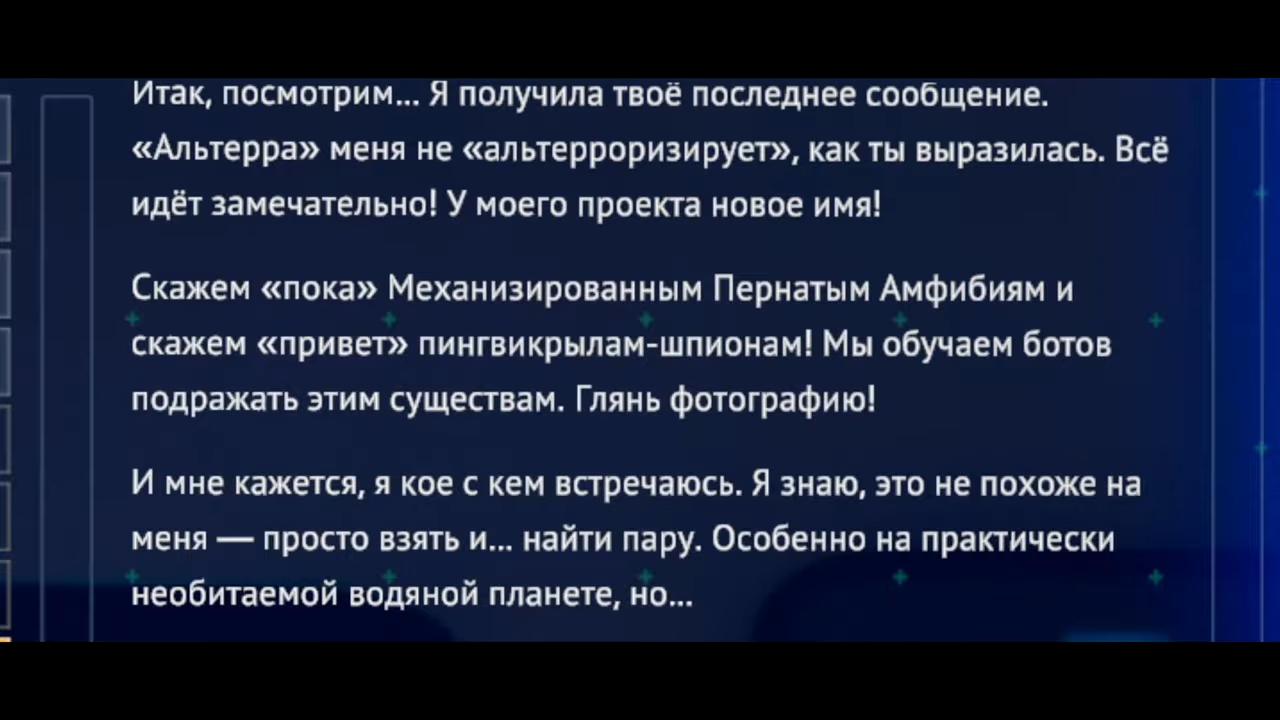 Итак, посмотрим... Я получила твоё последнее сообщение.
«Альтерра» меня не «альтерроризирует», как ты выразилась. Всё
идёт замечательно! У моего проекта новое имя!
Скажем «пока» Механизированным Пернатым Амфибиям и
скажем «привет» пингвикрылам-шпионам! Мы обучаем ботов
подражать этим существам. Глянь фотографию!
И мне кажется, я кое с кем встречаюсь. Я знаю, это не похоже на
меня — просто взять и... найти пару. Особенно на практически
необитаемой водяной планете, но...